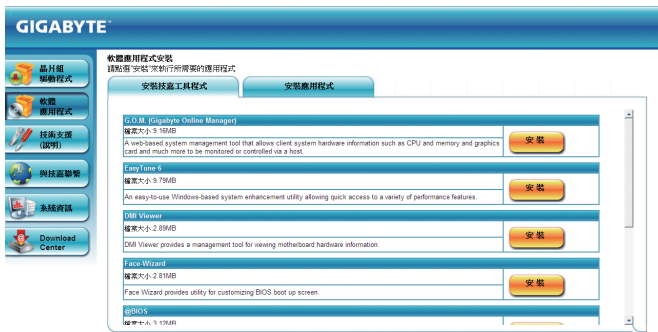 GIGABYTE™
晶片組
驅動程式
軟體
應用程式
技術支援
(說明)
與技嘉聯繫
系統資訊
Download
Center
軟體應用程式安裝
請點選"安裝"來執行所需要的應用程式
安裝技嘉工具程式
安裝應用程式
G.O.M. (Gigabyte Online Manager)
檔案大小:9.16MB
A web-based system management tool that allows client system hardware information such as CPU and memory and graphics
card and much more to be monitored or controlled via a host.
安裝
EasyTune 6
檔案大小:9.79MB
An easy-to-use Windows-based system enhancement utility allowing quick access to a variety of performance features.
安裝
DMI Viewer
檔案大小:2.89MB
DMI Viewer provides a management tool for viewing motherboard hardware information.
安裝
Face-Wizard
檔案大小:2.81MB
Face Wizard provides utility for customizing BIOS boot up screen.
安裝
@BIOS
檔案大小:3.12MB